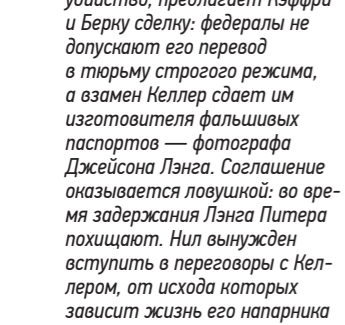 убийство, предлагает Кэффри
и Берку сделку: федералы не
допускают его перевод
в тюрьму строгого режима,
а взамен Келлер сдает им
изготовителя фальшивых
паспортов — фотографа
Джейсона Лэнга. Соглашение
оказывается ловушкой: во вре-
мя задержания Лэнга Питера
похищают. Нил вынужден
вступить в переговоры с Кел-
лером, от исхода которых
зависит жизнь его напарника